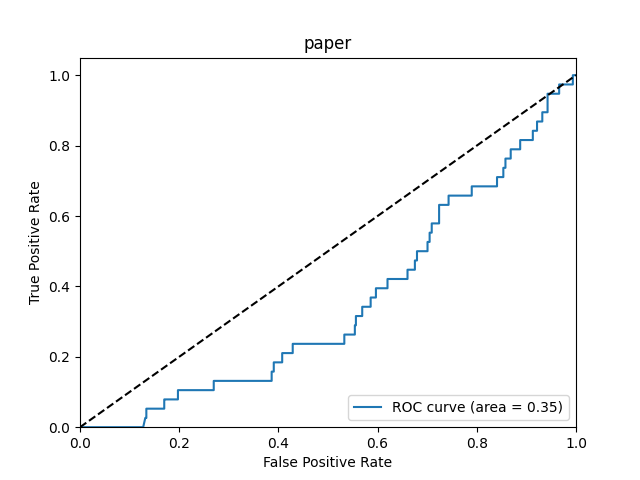 paper
True Positive Rate
1.0
0.8
0.6
0.4
0.2
0.0
ROC curve (area = 0.35)
0.0 0.2 0.4 0.6 0.8 1.0
False Positive Rate